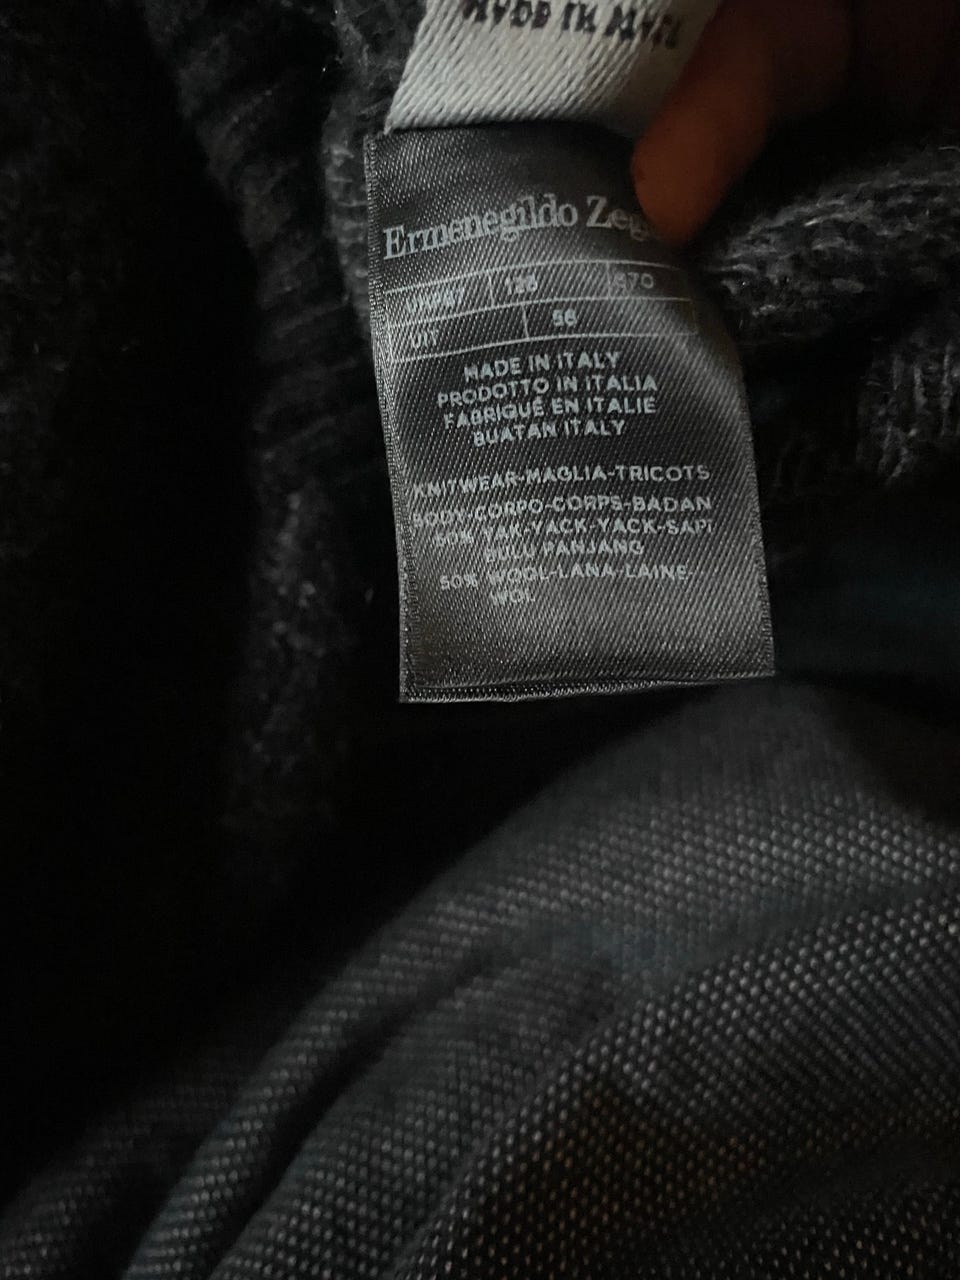 Ermenegildo Zeg
UIT 56
MADE IN ITALY
PRODOTTO IN ITALIA
FABRIQUÉ EN ITALIE
BUATAN ITALY
KNITWEAR-MAGLIA-TRICOTS
BODY-CORPO-CORPS-BADAN
50% YAK-YACK-YACK-SAPI
BULU PANJANG
50% WOOL-LANA-LAINE-
WOL